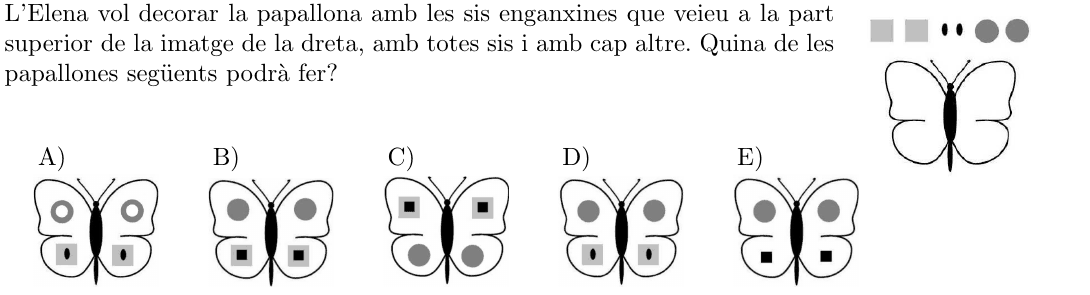 L'Elena vol decorar la papallona amb les sis enganxines que veieu a la part
superior de la imatge de la dreta, amb totes sis i amb cap altre. Quina de les
papallones següents podrà fer?
A) B) C) D) E)